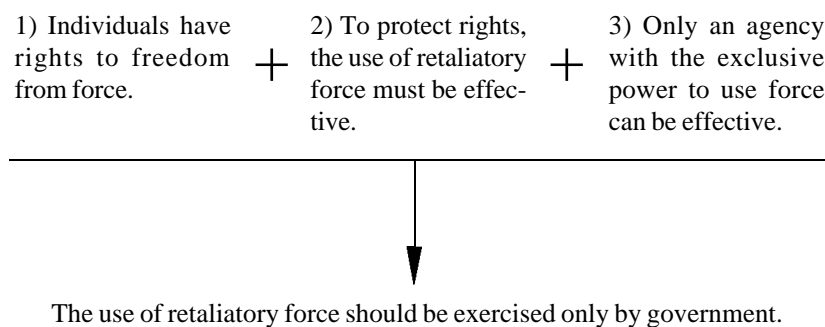 1) Individuals have
rights to freedom
from force.
+
2) To protect rights,
the use of retaliatory
force must be effec-
tive.
+
3) Only an agency
with the exclusive
power to use force
can be effective.
The use of retaliatory force should be exercised only by government.